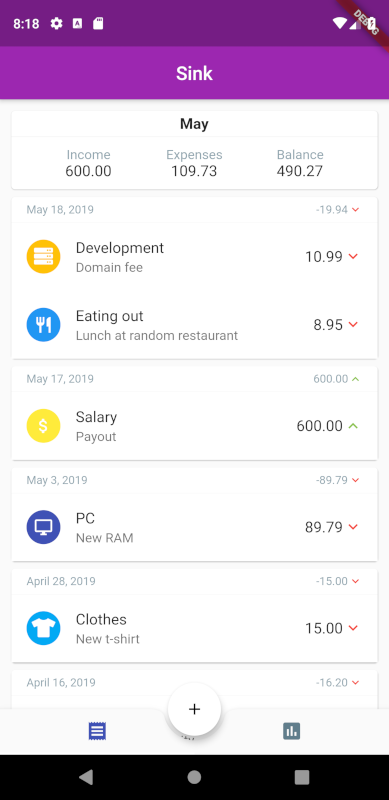 8:18
DEBUG
Sink
May
Income Expenses Balance
600.00 109.73 490.27
May 18, 2019 -19.94
Development
Domain fee
10.99
Eating out
Lunch at random restaurant
8.95
May 17, 2019 600.00
Salary
Payout
600.00
May 3, 2019 -89.79
PC
New RAM
89.79
April 28, 2019 -15.00
Clothes
New t-shirt
15.00
April 16, 2019 -16.20